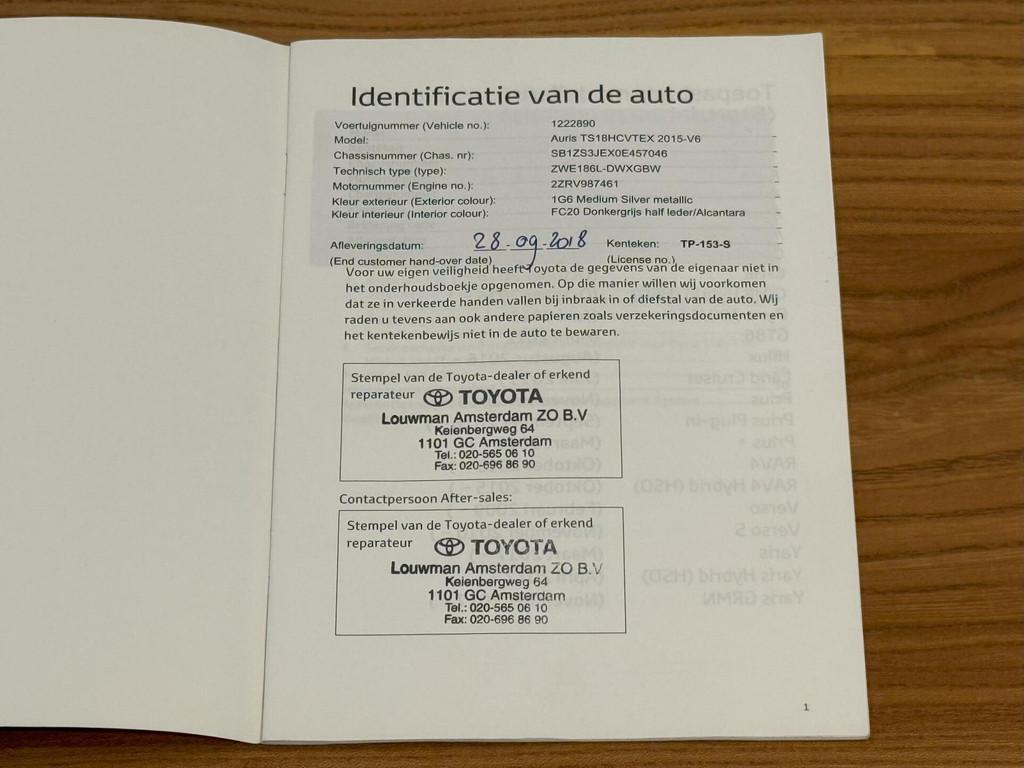 Identificatie van de auto
Voertuignummer (Vehicle no.): 1222890
Model: Auris TS18HCVTEX 2015-V6
Chassisnummer (Chas. nr): SB1ZS3JEX0E457046
Technisch type (type): ZWE186L-DWXGBW
Motornummer (Engine no.): 2ZRV987461
Kleur exterieur (Exterior colour): 1G6 Medium Silver metallic
Kleur interieur (Interior colour): FC20 Donkergrijs half leder/Alcantara
Afleveringsdatum: 28-09-2018 Kenteken: TP-153-S
(End customer hand-over date) (License no.)
Voor uw eigen veiligheid heeft Toyota de gegevens van de eigenaar niet in
het onderhoudsboekje opgenomen. Op die manier willen wij voorkomen
dat ze in verkeerde handen vallen bij inbraak in of diefstal van de auto. Wij
raden u tevens aan ook andere papieren zoals verzekeringsdocumenten en
het kentekenbewijs niet in de auto te bewaren.
Stempel van de Toyota-dealer of erkend
reparateur TOYOTA
Louwman Amsterdam ZO B.V
Keienbergweg 64
1101 GC Amsterdam
Tel.: 020-565 06 10
Fax: 020-696 86 90
Contactpersoon After-sales:
Stempel van de Toyota-dealer of erkend
reparateur TOYOTA
Louwman Amsterdam ZO B.V
Keienbergweg 64
1101 GC Amsterdam
Tel.: 020-565 06 10
Fax: 020-696 86 90
1